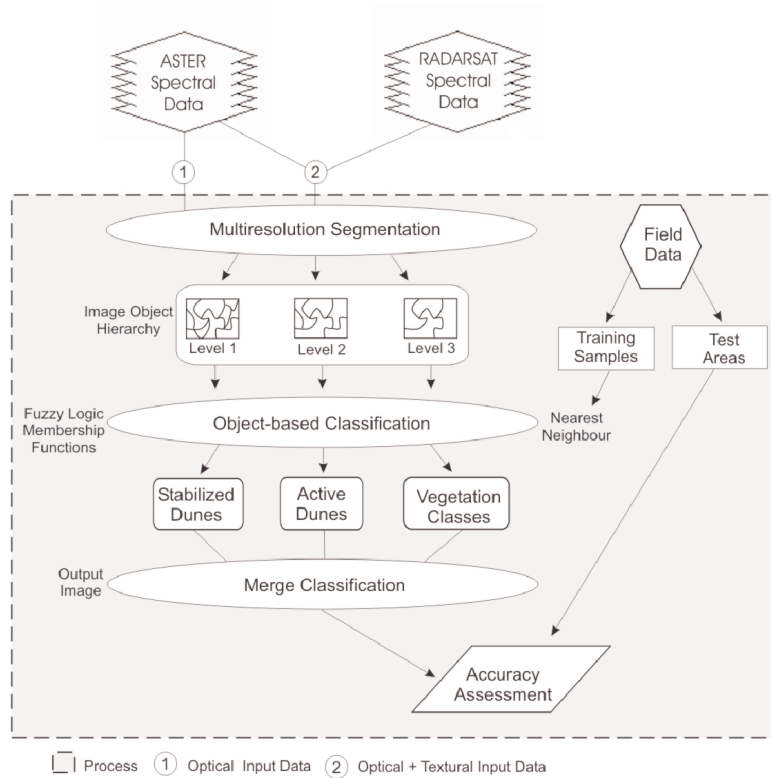 ASTER
Spectral
Data
RADARSAT
Spectral
Data
1
2
Multiresolution Segmentation
Field
Data
Image Object
Hierarchy
Level 1
Level 2
Level 3
Training
Samples
Test
Areas
Fuzzy Logic
Membership
Functions
Object-based Classification
Nearest
Neighbour
Stabilized
Dunes
Active
Dunes
Vegetation
Classes
Output
Image
Merge Classification
Accuracy
Assessment
Process
1 Optical Input Data
2 Optical + Textural Input Data